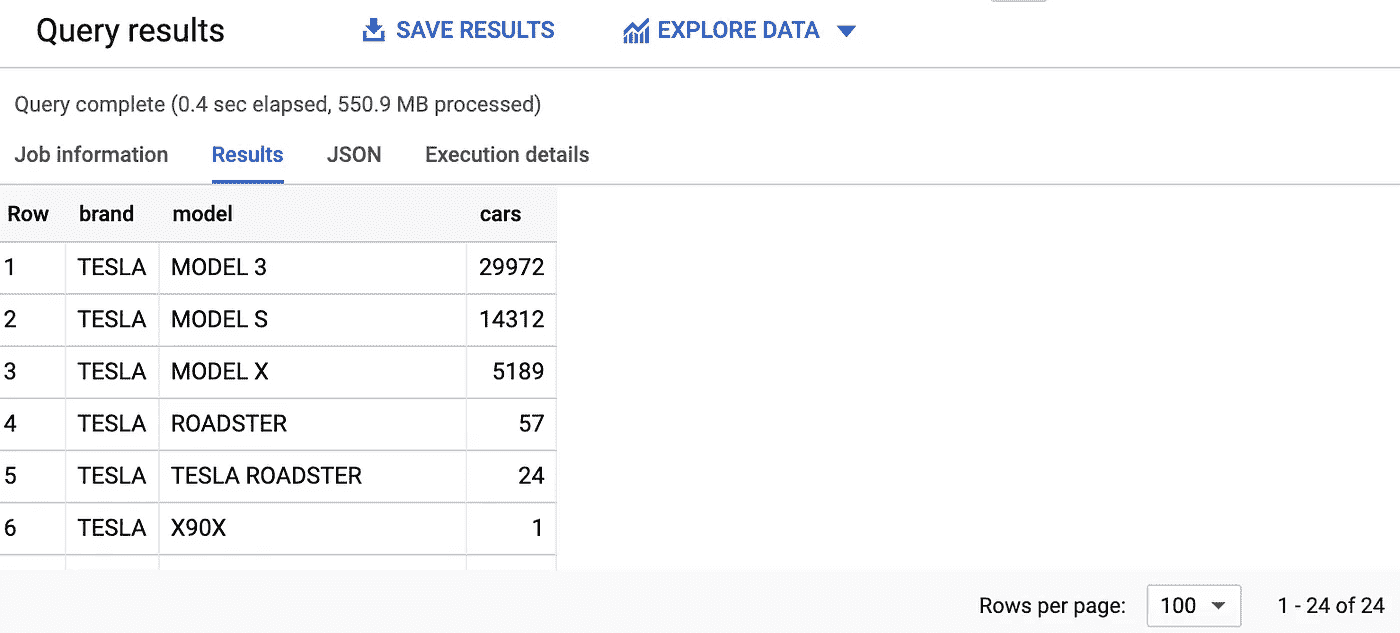 Query results SAVE RESULTS EXPLORE DATA
Query complete (0.4 sec elapsed, 550.9 MB processed)
Job information Results JSON Execution details
Row brand model cars
1 TESLA MODEL 3 29972
2 TESLA MODEL S 14312
3 TESLA MODEL X 5189
4 TESLA ROADSTER 57
5 TESLA TESLA ROADSTER 24
6 TESLA X90X 1
Rows per page: 100 1 - 24 of 24